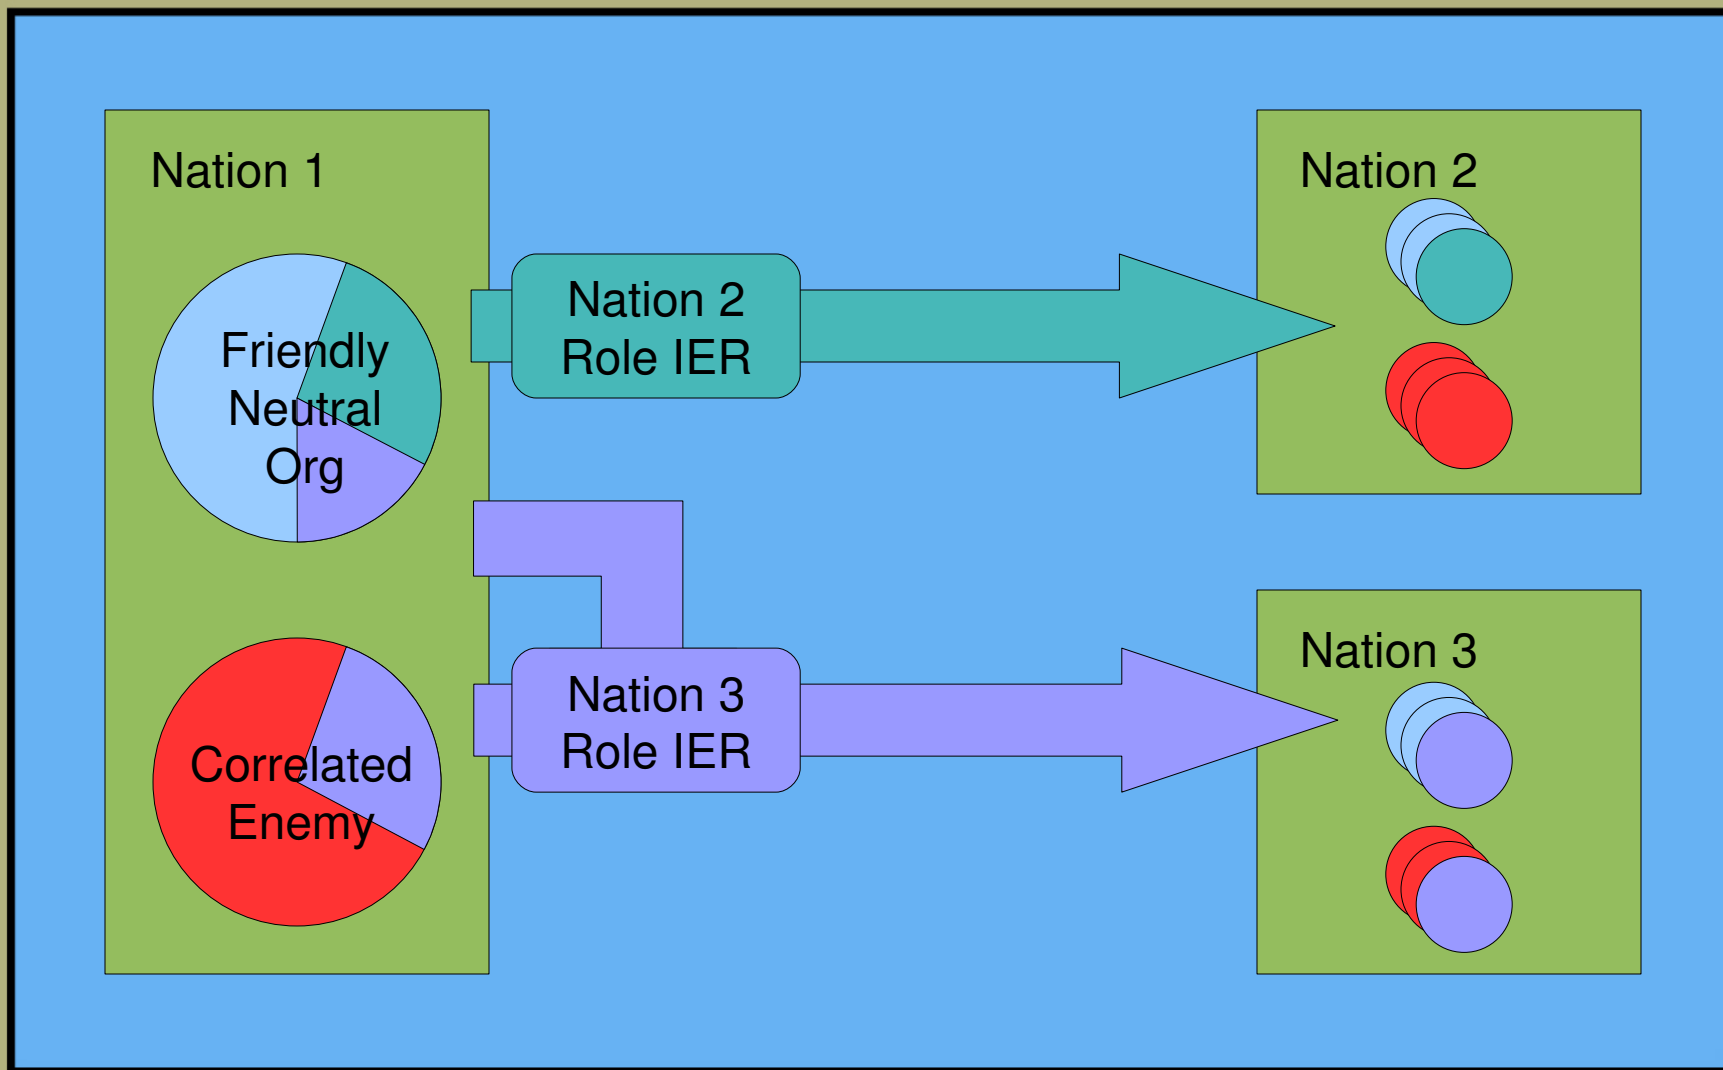 Nation 1
Friendly
Neutral
Org
Correlated
Enemy
Nation 2
Role IER
Nation 3
Role IER
Nation 2
Nation 3